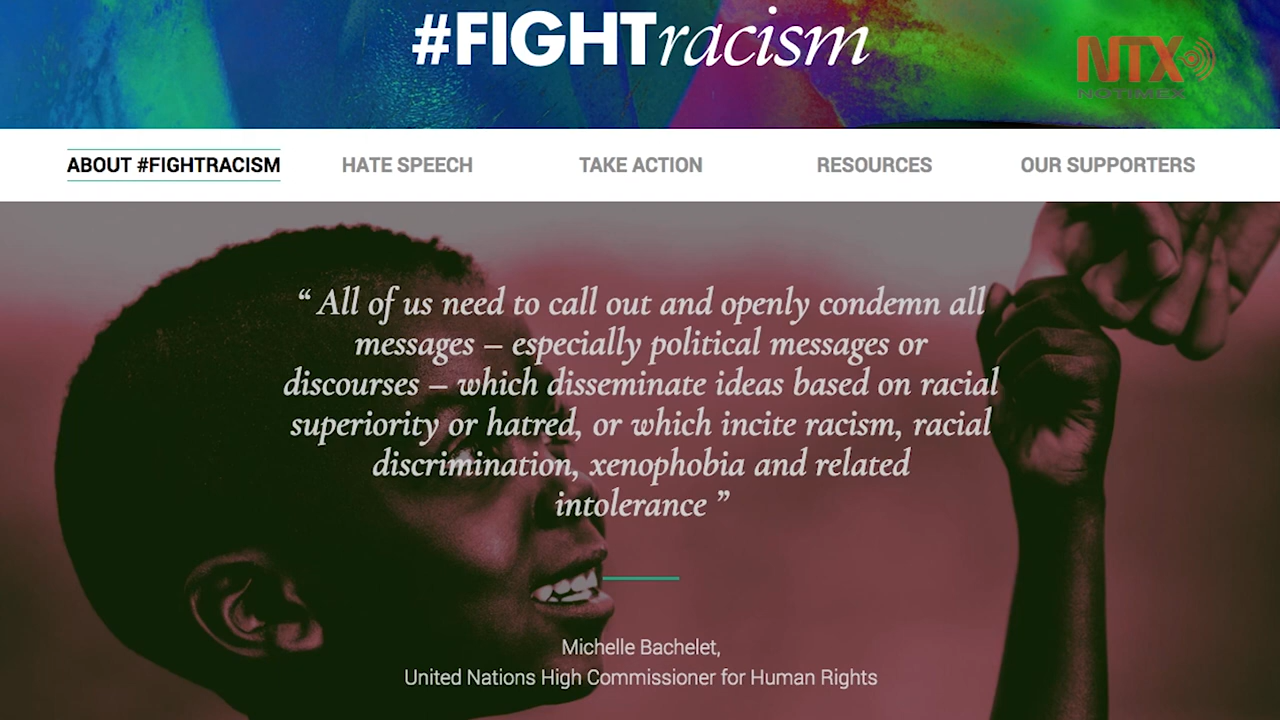 #FIGHTracism
NTX
NOTIMEX
ABOUT #FIGHTRACISM
HATE SPEECH
TAKE ACTION
RESOURCES
OUR SUPPORTERS
“ All of us need to call out and openly condemn all
messages – especially political messages or
discourses – which disseminate ideas based on racial
superiority or hatred, or which incite racism, racial
discrimination, xenophobia and related
intolerance ”
Michelle Bachelet,
United Nations High Commissioner for Human Rights